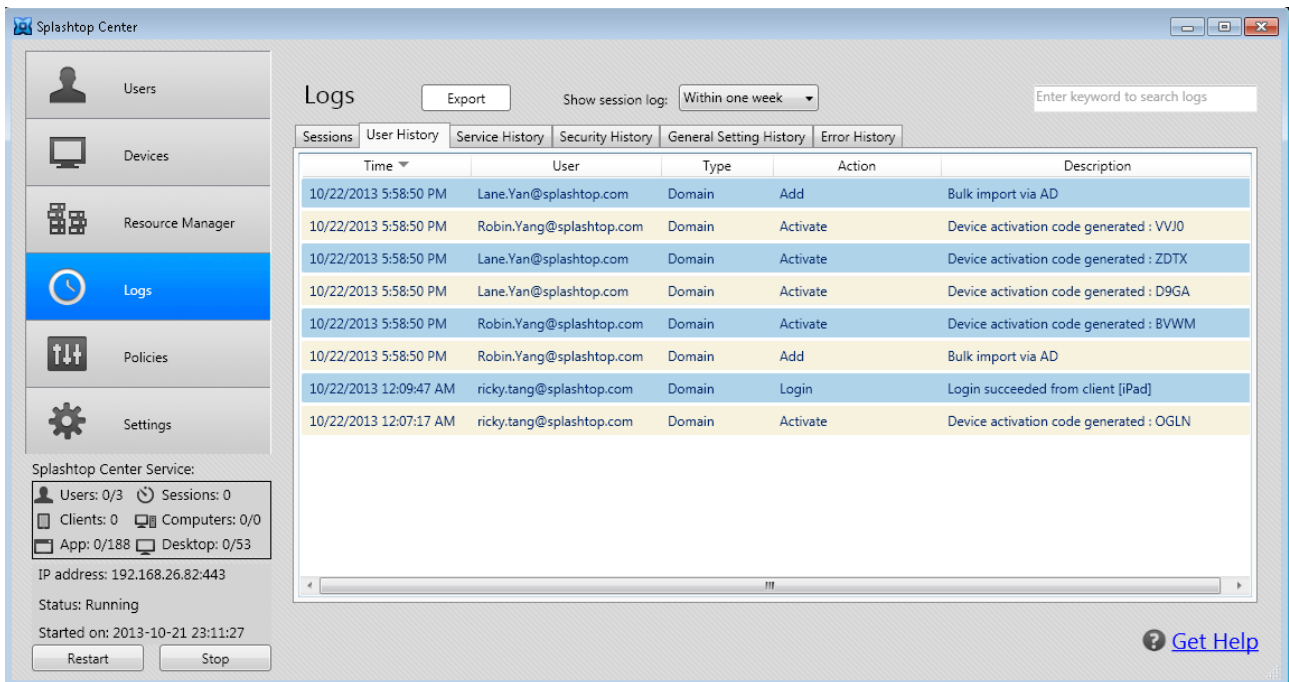 Splashtop Center
Users
Devices
Resource Manager
Logs
Policies
Settings
Splashtop Center Service:
Users: 0/3 Sessions: 0
Clients: 0 Computers: 0/0
App: 0/188 Desktop: 0/53
IP address: 192.168.26.82:443
Status: Running
Started on: 2013-10-21 23:11:27
Restart Stop
Logs Export Show session log: Within one week Enter keyword to search logs
Sessions User History Service History Security History General Setting History Error History
Time User Type Action Description
10/22/2013 5:58:50 PM Lane.Yan@splashtop.com Domain Add Bulk import via AD
10/22/2013 5:58:50 PM Robin.Yang@splashtop.com Domain Activate Device activation code generated : VVJ0
10/22/2013 5:58:50 PM Lane.Yan@splashtop.com Domain Activate Device activation code generated : ZDTX
10/22/2013 5:58:50 PM Lane.Yan@splashtop.com Domain Activate Device activation code generated : D9GA
10/22/2013 5:58:50 PM Robin.Yang@splashtop.com Domain Activate Device activation code generated : BVWM
10/22/2013 5:58:50 PM Robin.Yang@splashtop.com Domain Add Bulk import via AD
10/22/2013 12:09:47 AM ricky.tang@splashtop.com Domain Login Login succeeded from client [iPad]
10/22/2013 12:07:17 AM ricky.tang@splashtop.com Domain Activate Device activation code generated : OGLN
Get Help